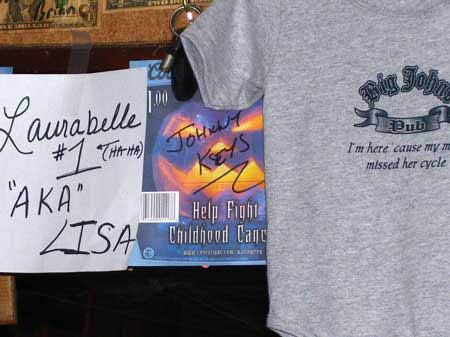 Laurabelle
#1 (HA-HA)
"AKA"
LISA
1.00
JOHNNY
KEYS
Help Fight
Childhood Canc
Big Johns
Pub
I'm here 'cause my m
missed her cycle